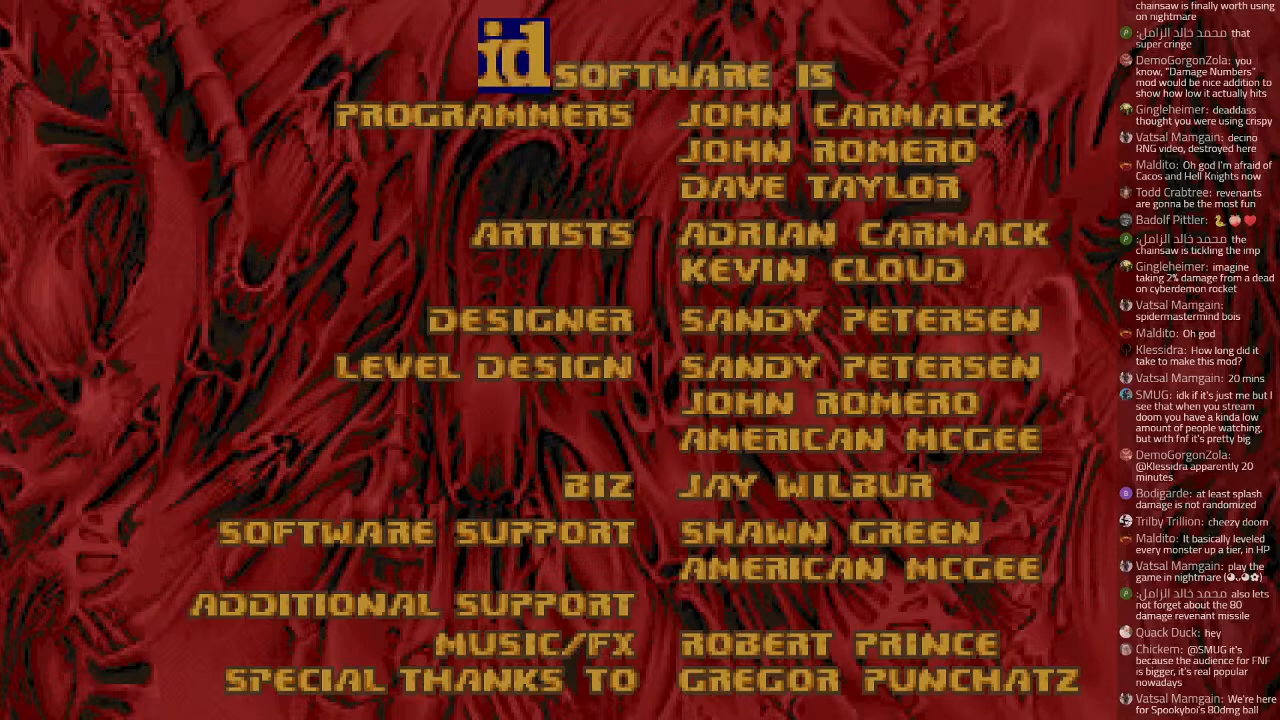 id SOFTWARE IS
PROGRAMMERS JOHN CARMACK
JOHN ROMERO
DAVE TAYLOR
ARTISTS ADRIAN CARMACK
KEVIN CLOUD
DESIGNER SANDY PETERSEN
LEVEL DESIGN SANDY PETERSEN
JOHN ROMERO
AMERICAN MCGEE
BIZ JAY WILBUR
SOFTWARE SUPPORT SHAWN GREEN
AMERICAN MCGEE
ADDITIONAL SUPPORT
MUSIC/FX ROBERT PRINCE
SPECIAL THANKS TO GREGOR PUNCHATZ
chainsaw is finally worth using
on nightmare
محمد خالد الزامل: that
super cringe
DemoGorgonZola: you
know, "Damage Numbers"
mod would be nice addition to
show how low it actually hits
Gingleheimer: deaddass
thought you were using crispy
Vatsal Mamgain: decino
RNG video, destroyed here
Maldito: Oh god I'm afraid of
Cacos and Hell Knights now
Todd Crabtree: revenants
are gonna be the most fun
Badolf Pittler: 🐍🍑❤️
محمد خالد الزامل: the
chainsaw is tickling the imp
Gingleheimer: imagine
taking 2% damage from a dead
on cyberdemon rocket
Vatsal Mamgain:
spidermastermind bois
Maldito: Oh god
Klessidra: How long did it
take to make this mod?
Vatsal Mamgain: 20 mins
SMUG: idk if it's just me but I
see that when you stream
doom you have a kinda low
amount of people watching,
but with fnf it's pretty big
DemoGorgonZola:
@Klessidra apparently 20
minutes
B Bodigarde: at least splash
damage is not randomized
Trilby Trillion: cheezy doom
Maldito: It basically leveled
every monster up a tier, in HP
Vatsal Mamgain: play the
game in nightmare (◕ᴗ◕✿)
محمد خالد الزامل: also lets
not forget about the 80
damage revenant missile
Quack Duck: hey
Chickem: @SMUG it's
because the audience for FNF
is bigger, it's real popular
nowadays
Vatsal Mamgain: We're here
for Spookyboi's 80dmg ball